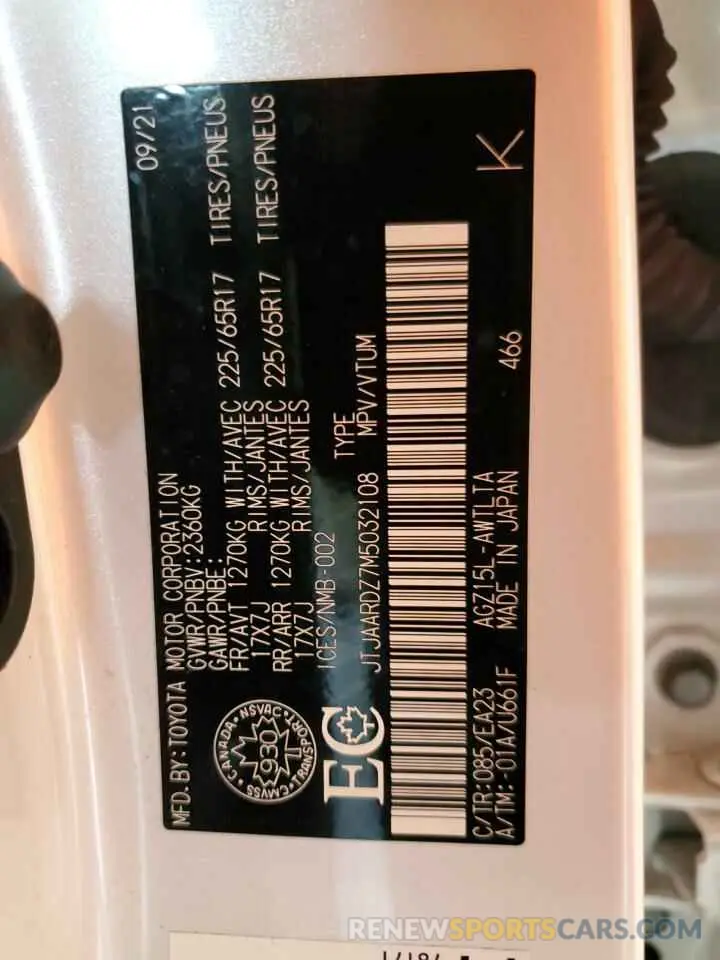 MFD.BY:TOYOTA MOTOR CORPORATION 09/21
GVWR/PNBV:2360KG
GAWR/PNBE:
FR/AVT 1270KG WITH/AVEC 225/65R17 TIRES/PNEUS
17X7J RIMS/JANTES
RR/ARR 1270KG WITH/AVEC 225/65R17 TIRES/PNEUS
17X7J RIMS/JANTES
CANADA • NSVAC • TRANSPORT • CMVSS
930
ICES/NMB-002 TYPE
EC JTJAARDZ7M5032108 MPV/VTUM
K
C/TR:085/EA23 AGZ15L-AWTLTA 466
A/TM:-01A/U661F MADE IN JAPAN
RENEWSPORTSCARS.COM